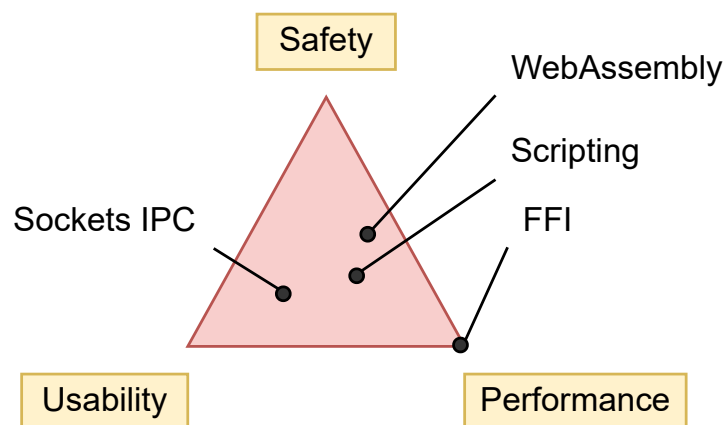 Safety
WebAssembly
Scripting
Sockets IPC
FFI
Usability
Performance